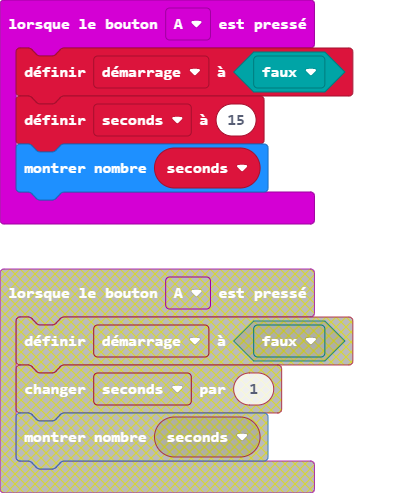 lorsque le bouton A est pressé
définir démarrage à faux
définir seconds à 15
montrer nombre seconds
lorsque le bouton A est pressé
définir démarrage à faux
changer seconds par 1
montrer nombre seconds